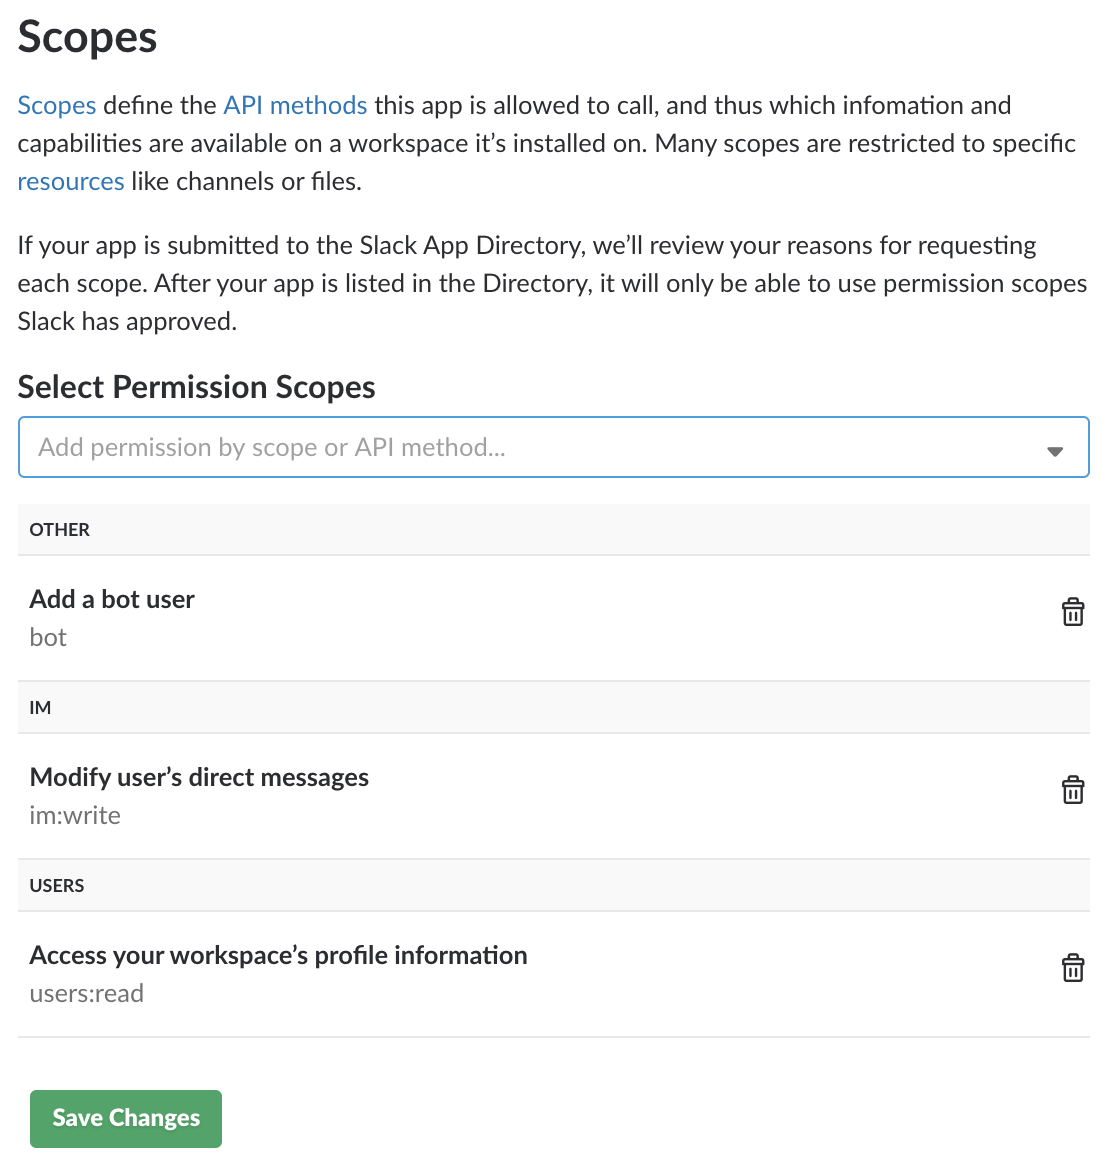 Scopes
Scopes define the API methods this app is allowed to call, and thus which infomation and
capabilities are available on a workspace it’s installed on. Many scopes are restricted to specific
resources like channels or files.
If your app is submitted to the Slack App Directory, we’ll review your reasons for requesting
each scope. After your app is listed in the Directory, it will only be able to use permission scopes
Slack has approved.
Select Permission Scopes
Add permission by scope or API method...
OTHER
Add a bot user
bot
IM
Modify user’s direct messages
im:write
USERS
Access your workspace’s profile information
users:read
Save Changes